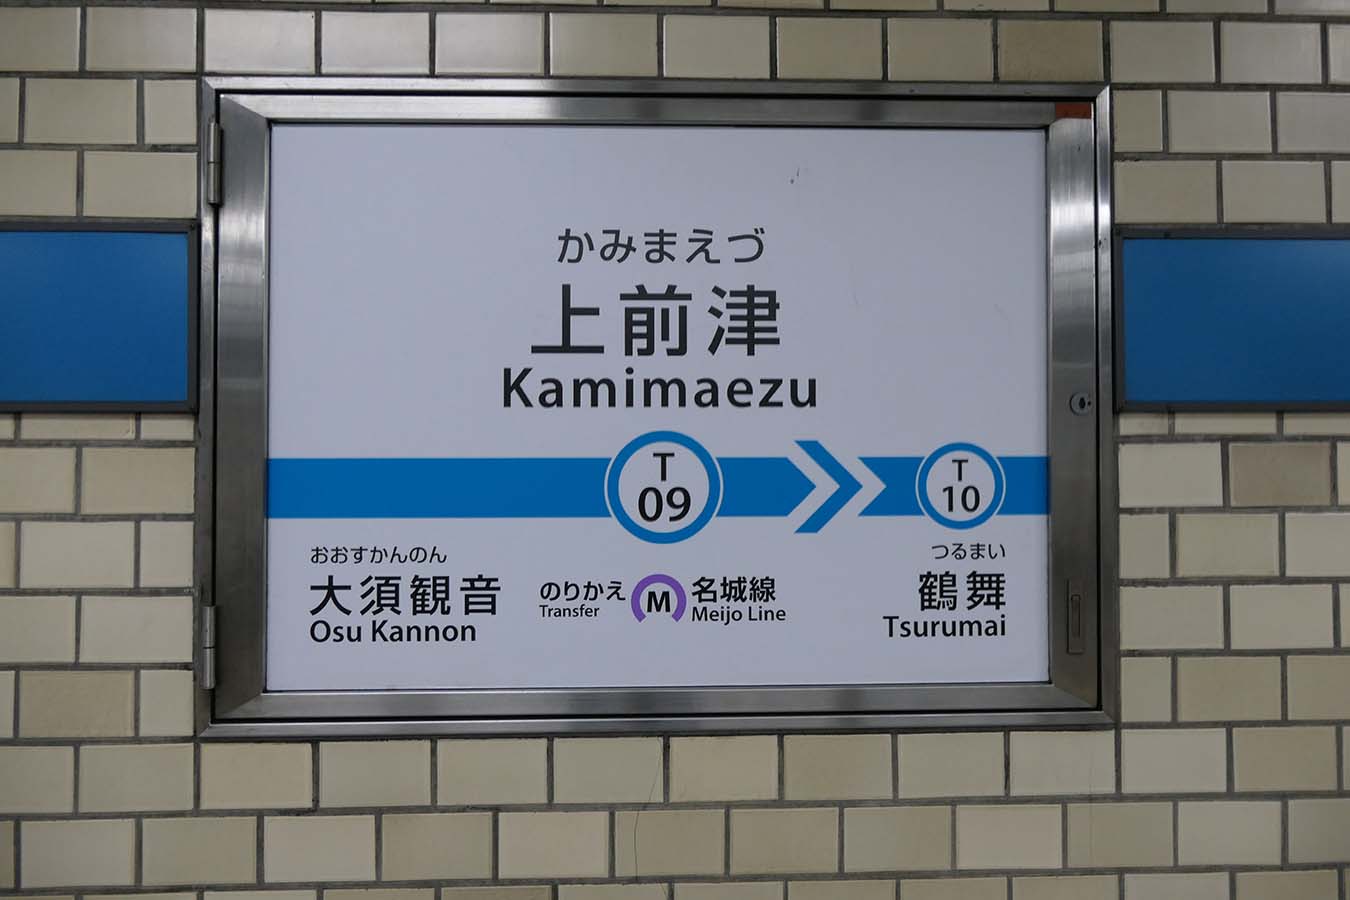 かみまえづ
上前津
Kamimaezu
T
09
T
10
おおすかんのん
大須観音
Osu Kannon
のりかえ
Transfer
M
名城線
Meijo Line
つるまい
鶴舞
Tsurumai